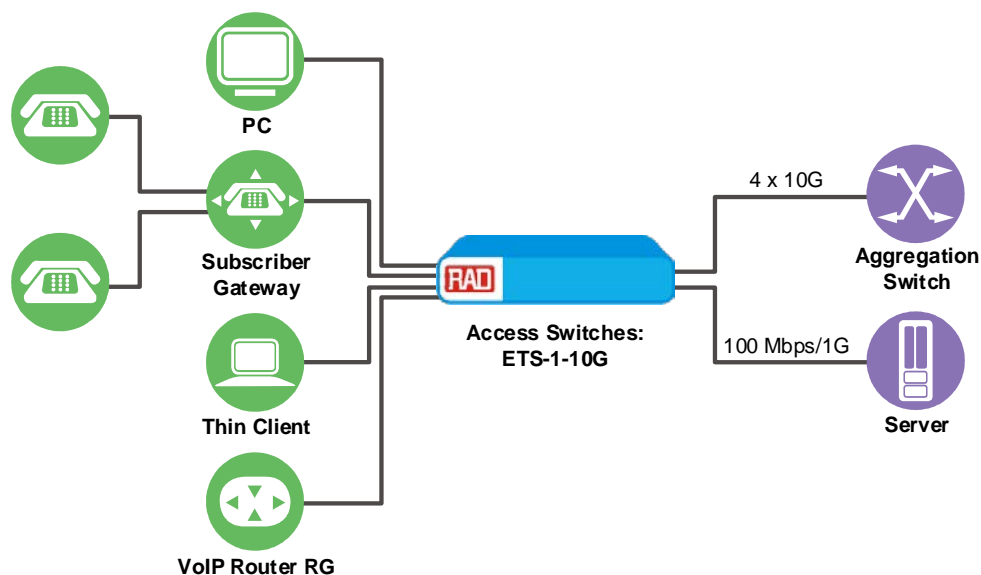 PC
4 x 10G
Subscriber
Gateway
Aggregation
Switch
RAD
Access Switches:
ETS-1-10G
100 Mbps/1G
Thin Client
Server
VoIP Router RG